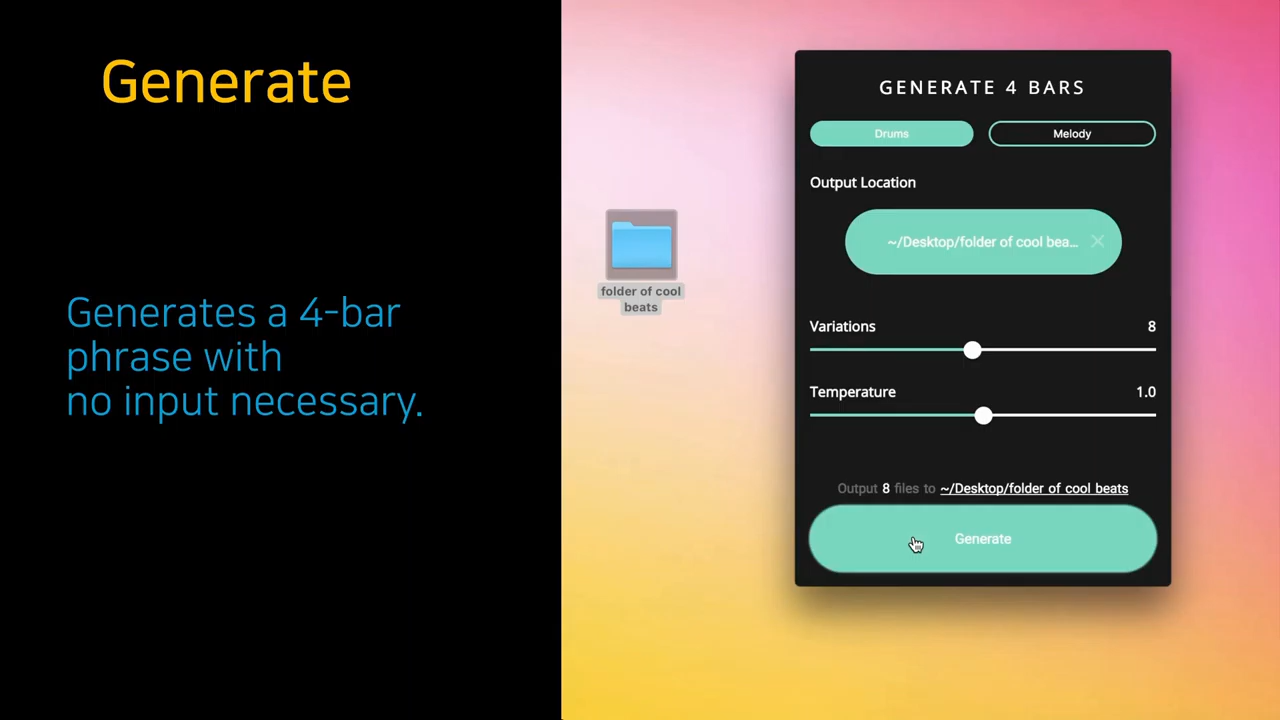 Generate
Generates a 4-bar
phrase with
no input necessary.
folder of cool
beats
GENERATE 4 BARS
Drums
Melody
Output Location
~/Desktop/folder of cool bea...
Variations 8
Temperature 1.0
Output 8 files to ~/Desktop/folder of cool beats
Generate